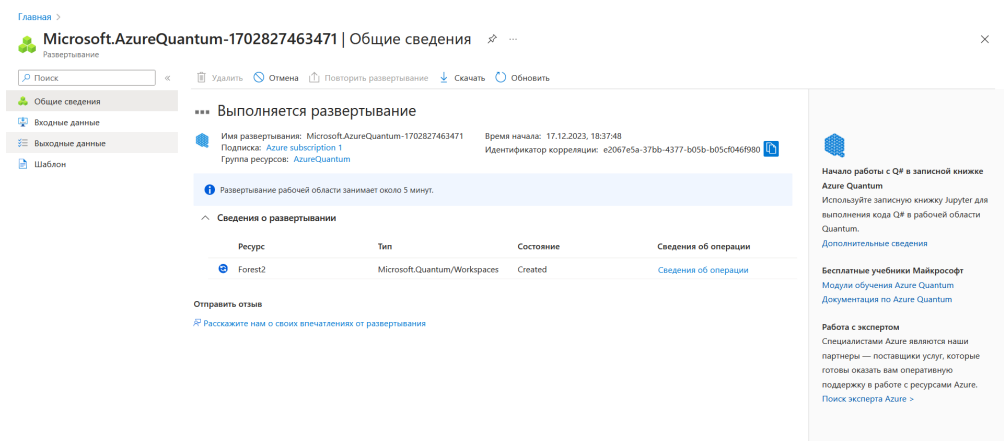 Главная >
Microsoft.AzureQuantum-1702827463471 | Общие сведения
Развертывание
Поиск
Удалить Отмена Повторить развертывание Скачать Обновить
Общие сведения
Входные данные
Выходные данные
Шаблон
Выполняется развертывание
Имя развертывания: Microsoft.AzureQuantum-1702827463471
Подписка: Azure subscription 1
Группа ресурсов: AzureQuantum
Время начала: 17.12.2023, 18:37:48
Идентификатор корреляции: e2067e5a-37bb-4377-b05b-b05cf046f980
Развертывание рабочей области занимает около 5 минут.
Сведения о развертывании
Ресурс Тип Состояние Сведения об операции
Forest2 Microsoft.Quantum/Workspaces Created Сведения об операции
Отправить отзыв
Расскажите нам о своих впечатлениях от развертывания
Начало работы с Q# в записной книжке
Azure Quantum
Используйте записную книжку Jupyter для
выполнения кода Q# в рабочей области
Quantum.
Дополнительные сведения
Бесплатные учебники Майкрософт
Модули обучения Azure Quantum
Документация по Azure Quantum
Работа с экспертом
Специалистами Azure являются наши
партнеры — поставщики услуг, которые
готовы оказать вам оперативную
поддержку в работе с ресурсами Azure.
Поиск эксперта Azure >